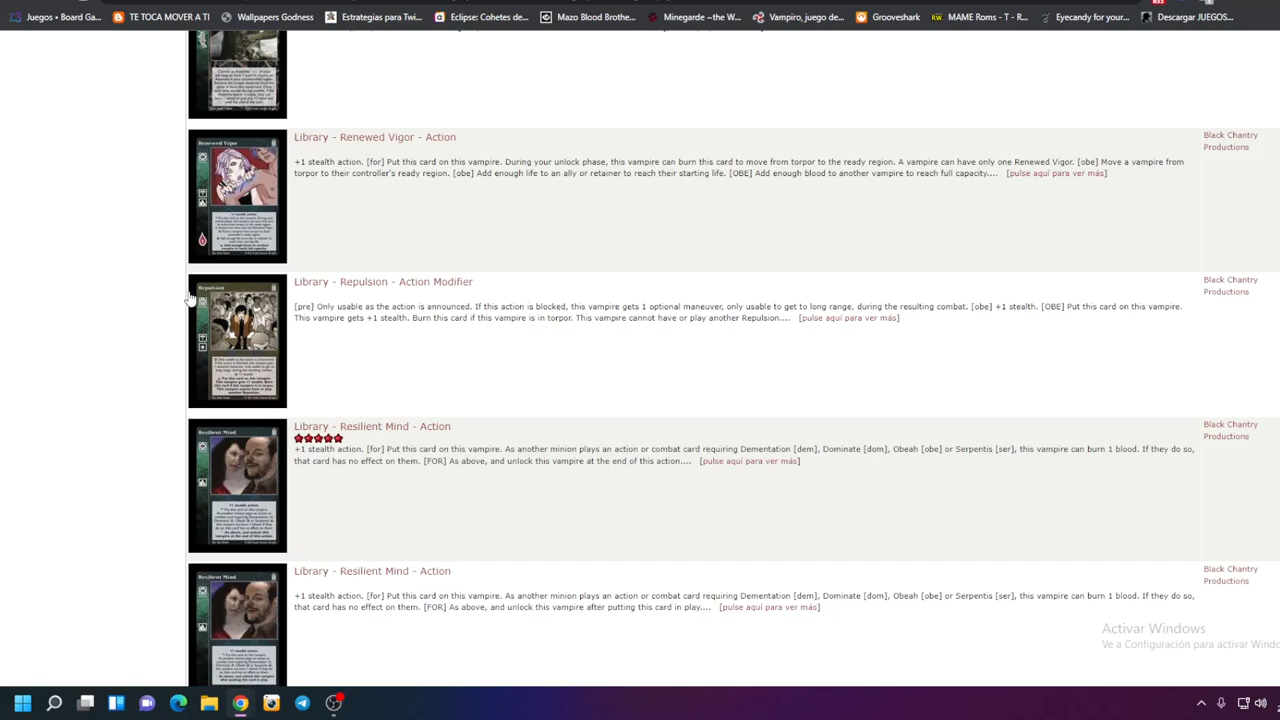 Juegos - Google...
TE TOCA MOVER A TI
Wallpapers Godness
Estrategias para Twi...
Eclipse: Cohetes de...
Mazo Blood Brothe...
Minegarde ~the W...
Vampiro, juego de...
Grooveshark
MAME Roms - T - R...
Eyecandy for your...
Descargar JUEGOS...
Library - Renewed Vigor - Action
Black Chantry
Productions
Renewed Vigor
+1 stealth action. [for] Put this card on this vampire. During your unlock phase, this vampire can burn this card to move from torpor to the ready region. A vampire can have only one Renewed Vigor. [obe] Move a vampire from
torpor to their controller's ready region. [obe] Add enough life to an ally or retainer to reach their starting life. [OBE] Add enough blood to another vampire to reach full capacity.... [pulse aquí para ver más]
Library - Repulsion - Action Modifier
Black Chantry
Productions
Repulsion
[pre] Only usable as the action is announced. If this action is blocked, this vampire gets 1 optional maneuver, only usable to get to long range, during the resulting combat. [obe] +1 stealth. [OBE] Put this card on this vampire.
This vampire gets +1 stealth. Burn this card if this vampire is in torpor. This vampire cannot have or play another Repulsion.... [pulse aquí para ver más]
Library - Resilient Mind - Action
Black Chantry
Productions
Resilient Mind
+1 stealth action. [for] Put this card on this vampire. As another minion plays an action or combat card requiring Dementation [dem], Dominate [dom], Obeah [obe] or Serpentis [ser], this vampire can burn 1 blood. If they do so,
that card has no effect on them. [FOR] As above, and unlock this vampire at the end of this action.... [pulse aquí para ver más]
Library - Resilient Mind - Action
Black Chantry
Productions
Resilient Mind
+1 stealth action. [for] Put this card on this vampire. As another minion plays an action or combat card requiring Dementation [dem], Dominate [dom], Obeah [obe] or Serpentis [ser], this vampire can burn 1 blood. If they do so,
that card has no effect on them. [FOR] As above, and unlock this vampire after putting this card in play.... [pulse aquí para ver más]
Activar Windows
Ve a Configuración para activar Windo